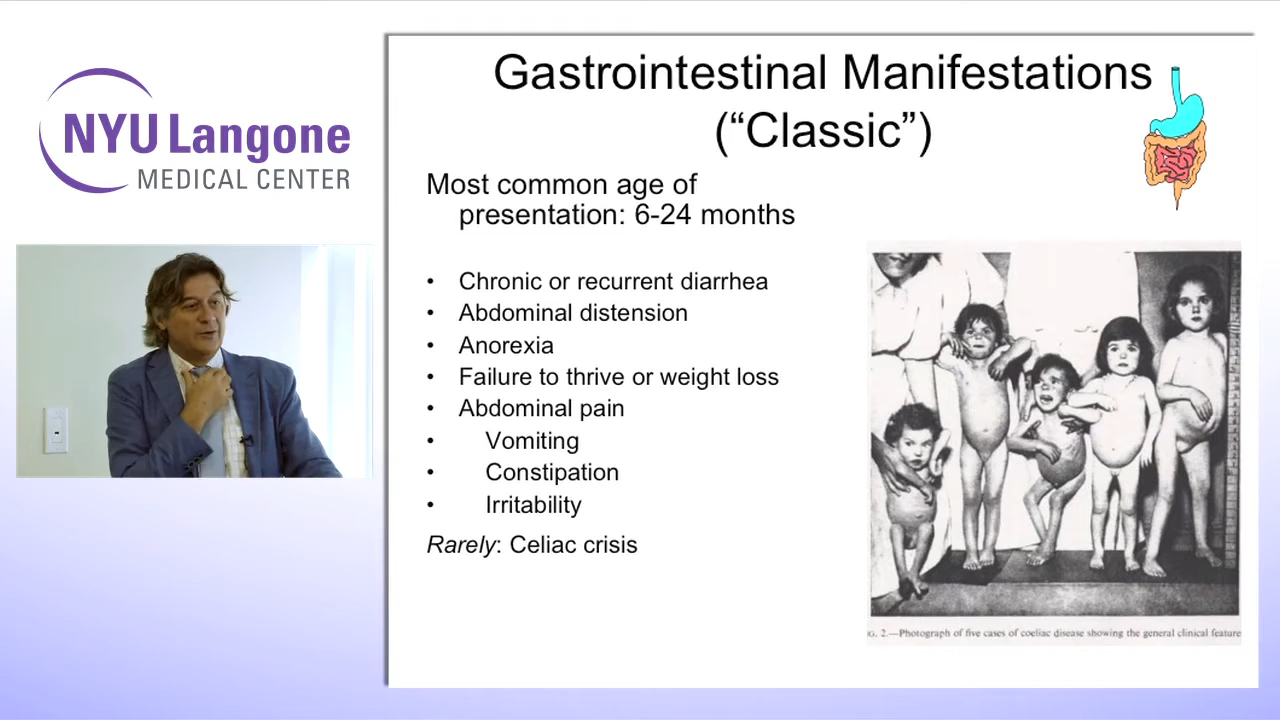 NYU Langone
MEDICAL CENTER
Gastrointestinal Manifestations
(“Classic”)
Most common age of
presentation: 6-24 months
• Chronic or recurrent diarrhea
• Abdominal distension
• Anorexia
• Failure to thrive or weight loss
• Abdominal pain
• Vomiting
• Constipation
• Irritability
Rarely: Celiac crisis
G. 2.—Photograph of five cases of coeliac disease showing the general clinical feature